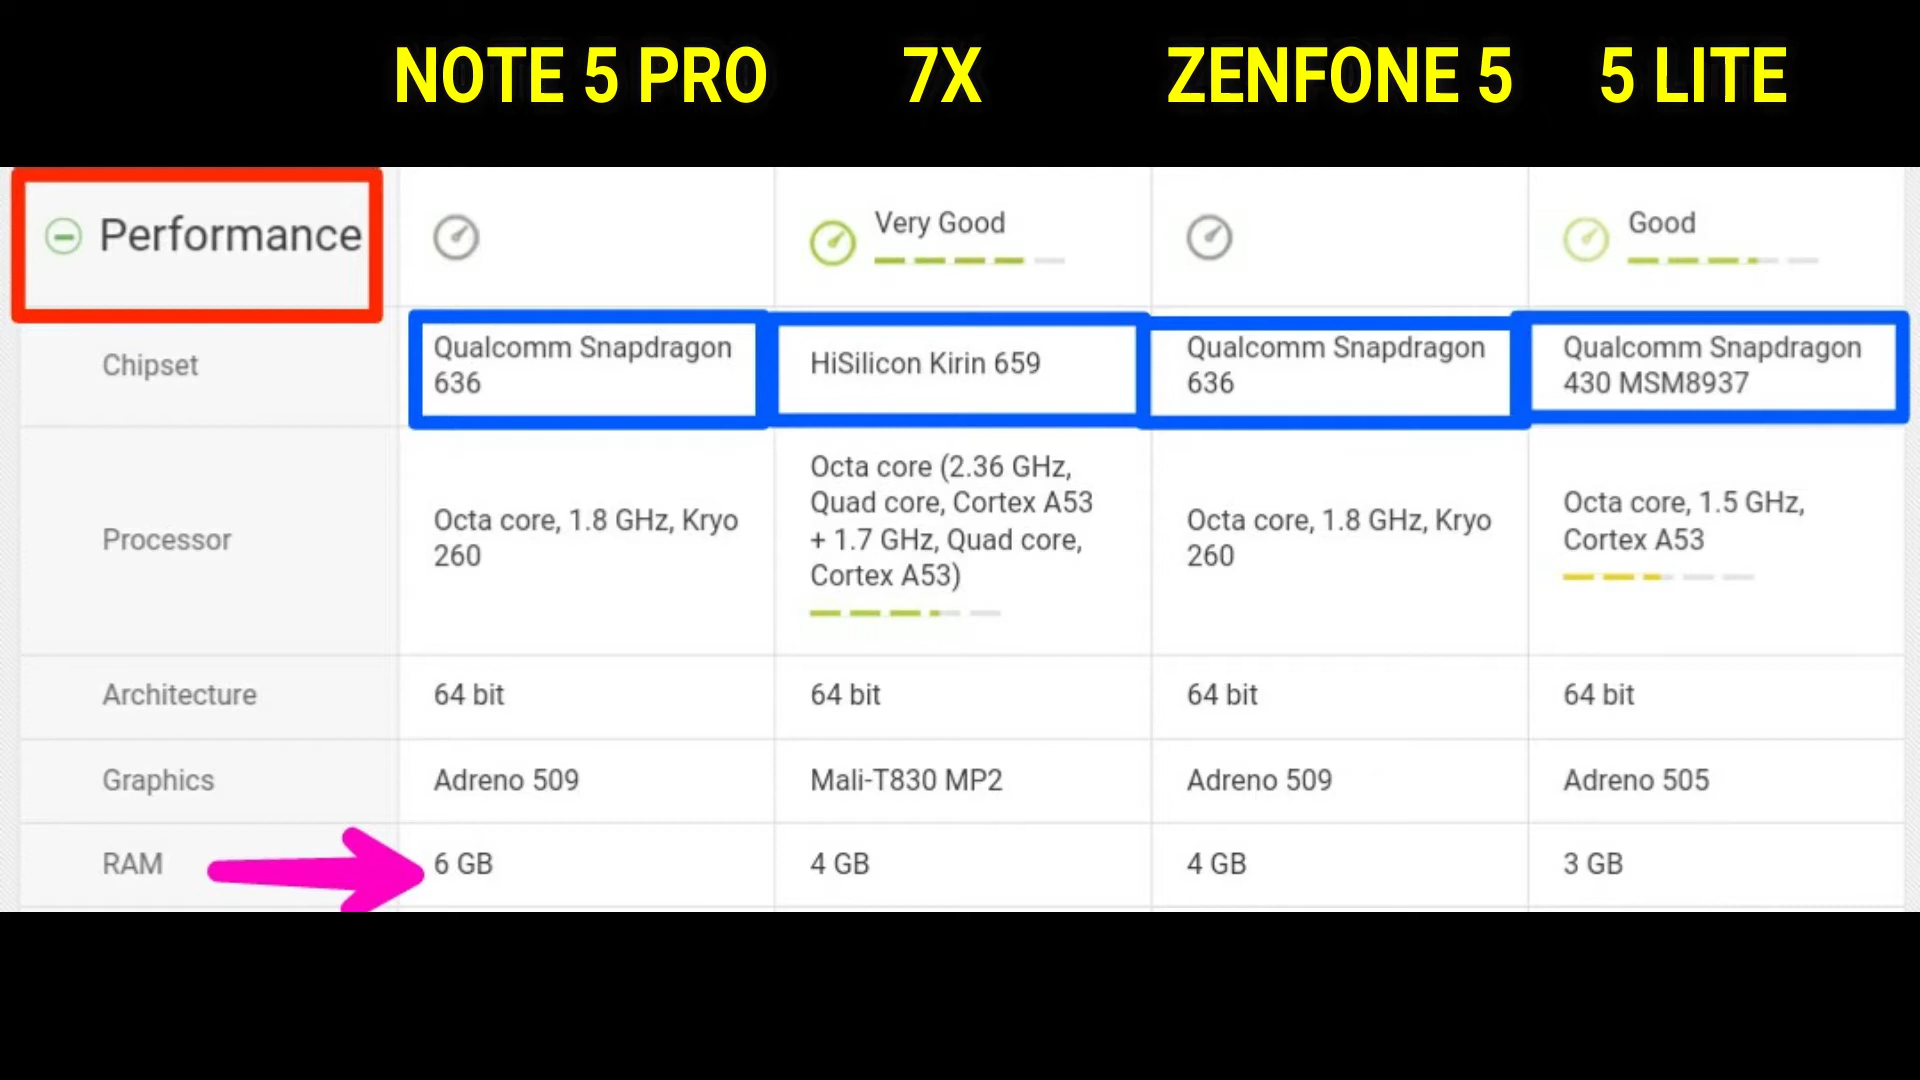 NOTE 5 PRO 7X ZENFONE 5 5 LITE
Performance Very Good Good
Chipset
Qualcomm Snapdragon
636
HiSilicon Kirin 659
Qualcomm Snapdragon
636
Qualcomm Snapdragon
430 MSM8937
Processor
Octa core, 1.8 GHz, Kryo
260
Octa core (2.36 GHz,
Quad core, Cortex A53
+ 1.7 GHz, Quad core,
Cortex A53)
Octa core, 1.8 GHz, Kryo
260
Octa core, 1.5 GHz,
Cortex A53
Architecture 64 bit 64 bit 64 bit 64 bit
Graphics Adreno 509 Mali-T830 MP2 Adreno 509 Adreno 505
RAM 6 GB 4 GB 4 GB 3 GB